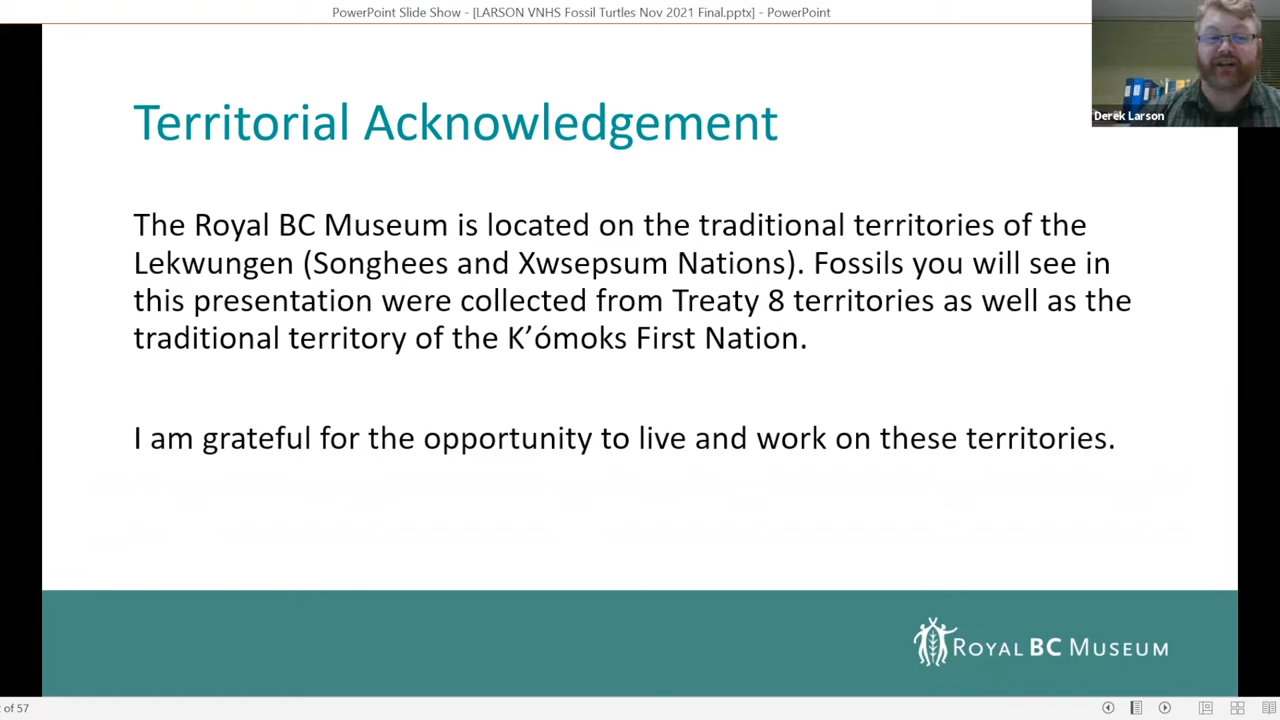 PowerPoint Slide Show - [LARSON VNHS Fossil Turtles Nov 2021 Final.pptx] - PowerPoint
Derek Larson
Territorial Acknowledgement
The Royal BC Museum is located on the traditional territories of the
Lekwungen (Songhees and Xwsepsum Nations). Fossils you will see in
this presentation were collected from Treaty 8 territories as well as the
traditional territory of the K’ómoks First Nation.
I am grateful for the opportunity to live and work on these territories.
ROYAL BC MUSEUM
of 57